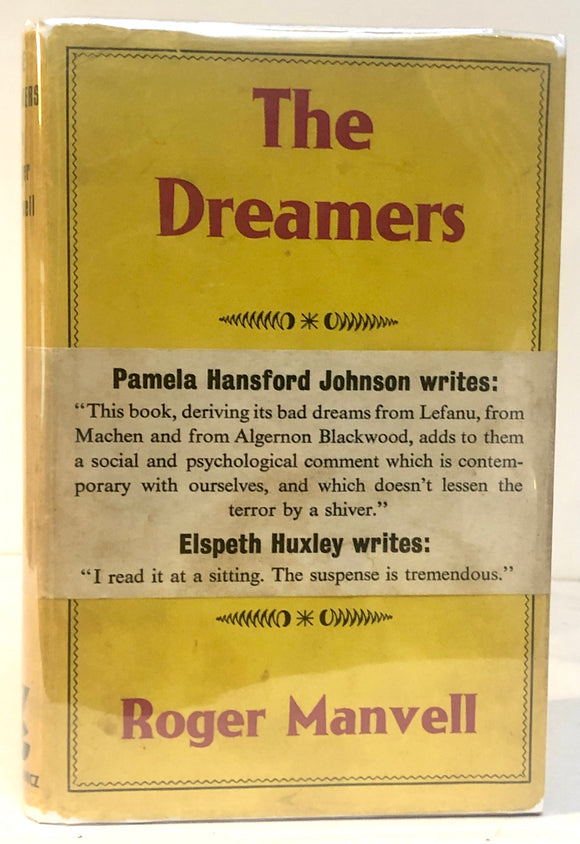 The
Dreamers
Pamela Hansford Johnson writes:
“This book, deriving its bad dreams from Lefanu, from
Machen and from Algernon Blackwood, adds to them
a social and psychological comment which is contem-
porary with ourselves, and which doesn’t lessen the
terror by a shiver.”
Elspeth Huxley writes:
“I read it at a sitting. The suspense is tremendous.”
Roger Manvell